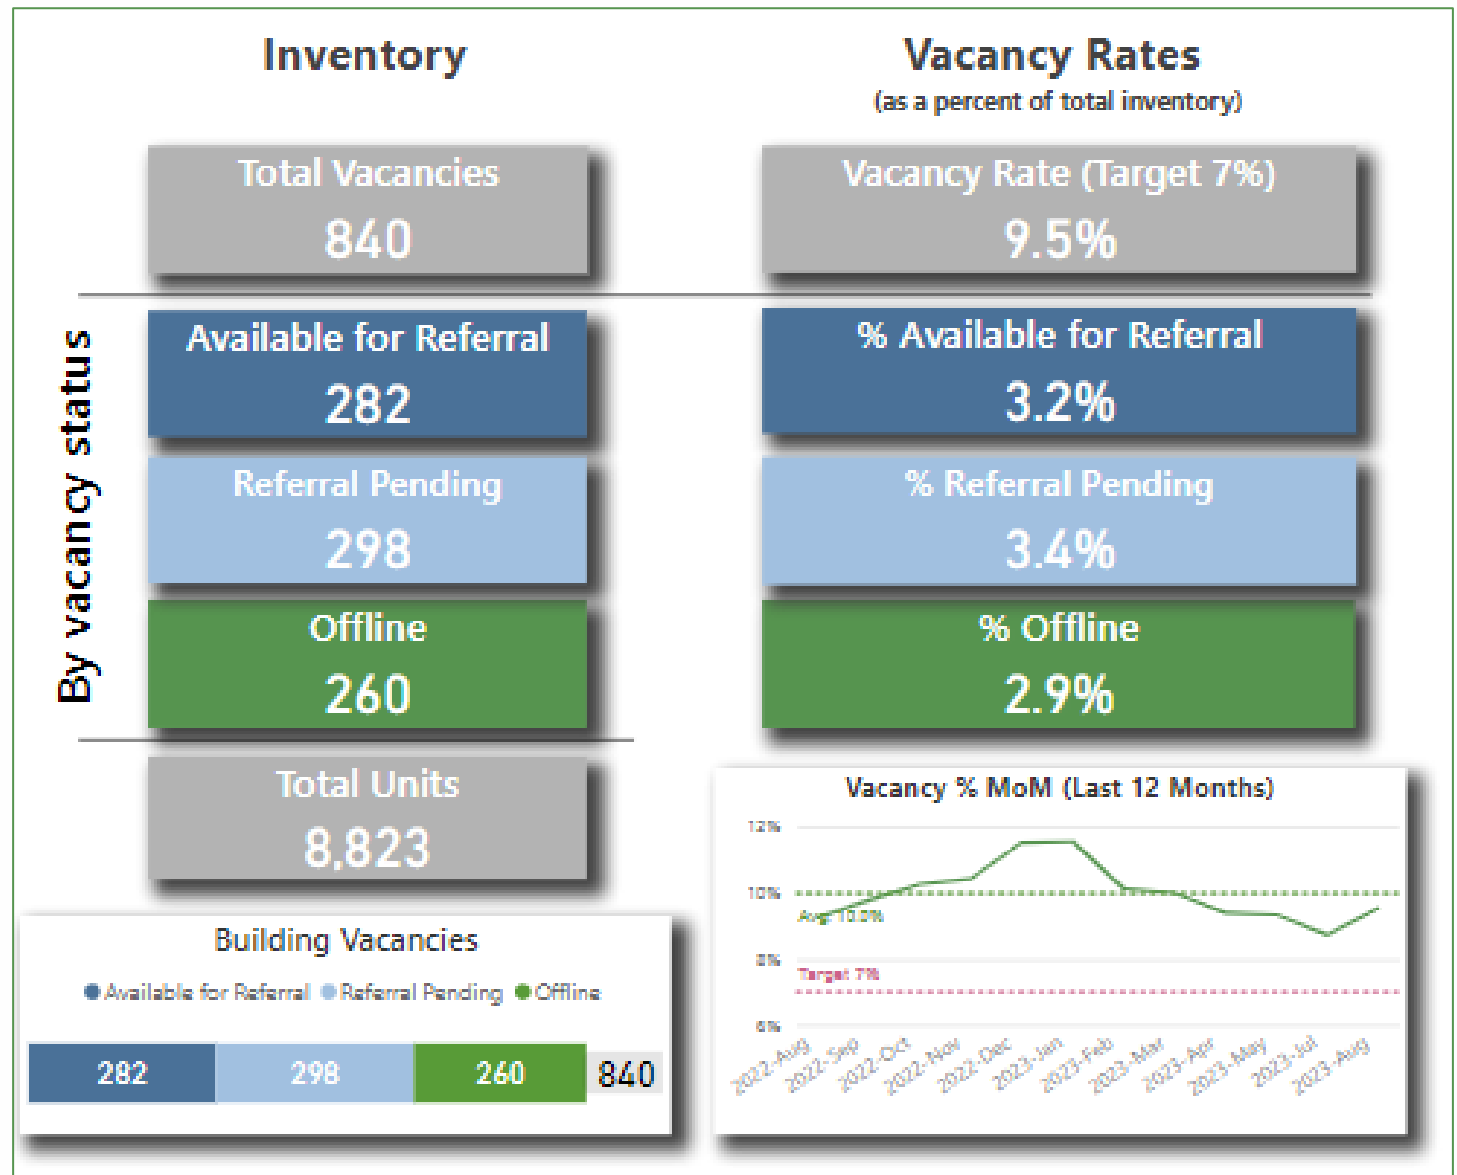 Inventory
Total Vacancies
840
By vacancy status
Available for Referral
282
Referral Pending
298
Offline
260
Total Units
8,823
Building Vacancies
Available for Referral Referral Pending Offline
282 298 260 840
Vacancy Rates
(as a percent of total inventory)
Vacancy Rate (Target 7%)
9.5%
% Available for Referral
3.2%
% Referral Pending
3.4%
% Offline
2.9%
Vacancy % MoM (Last 12 Months)
12%
10%
Avg: 10.0%
8%
Target 7%
6%
2022-Aug
2022-Sep
2022-Oct
2022-Nov
2022-Dec
2023-Jan
2023-Feb
2023-Mar
2023-Apr
2023-May
2023-Jul
2023-Aug